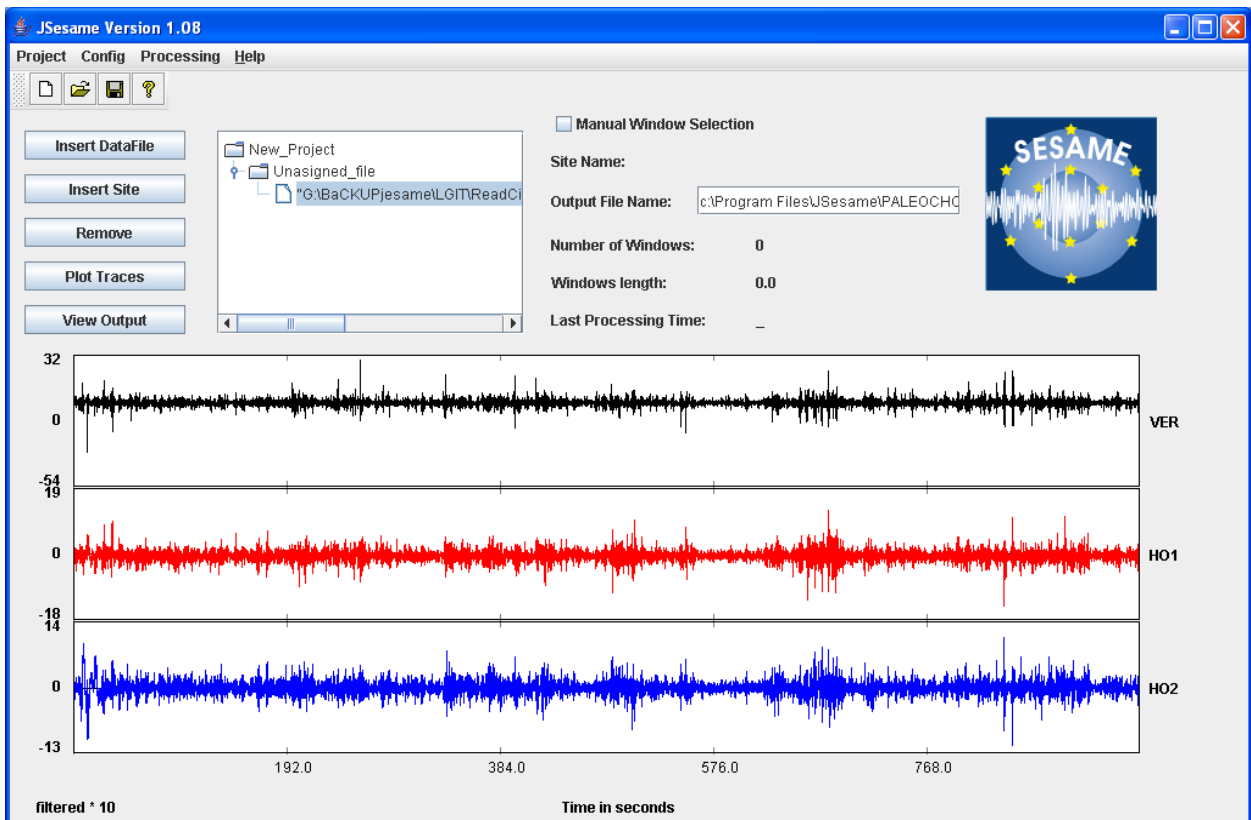 JSesame Version 1.08
Project Config Processing Help
Insert DataFile
Insert Site
Remove
Plot Traces
View Output
New_Project
Unasigned_file
"G:\BaCKUPjesame\LGIT\ReadCi
Manual Window Selection
Site Name:
Output File Name: c:\Program Files\JSesame\PALEOCHO
Number of Windows: 0
Windows length: 0.0
Last Processing Time: _
SESAME
32
0
-54
VER
19
0
-18
HO1
14
0
-13
HO2
192.0 384.0 576.0 768.0
filtered * 10 Time in seconds